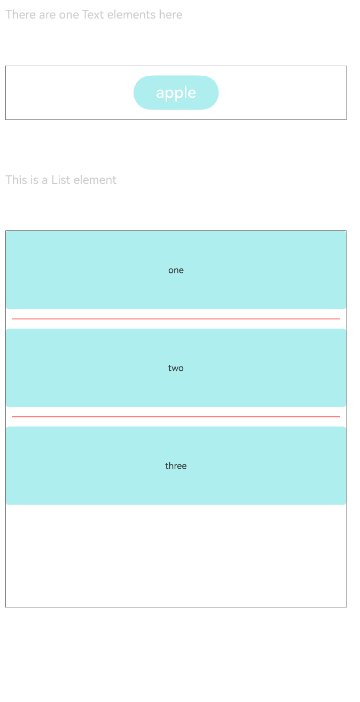 There are one Text elements here
apple
This is a List element
one
two
three